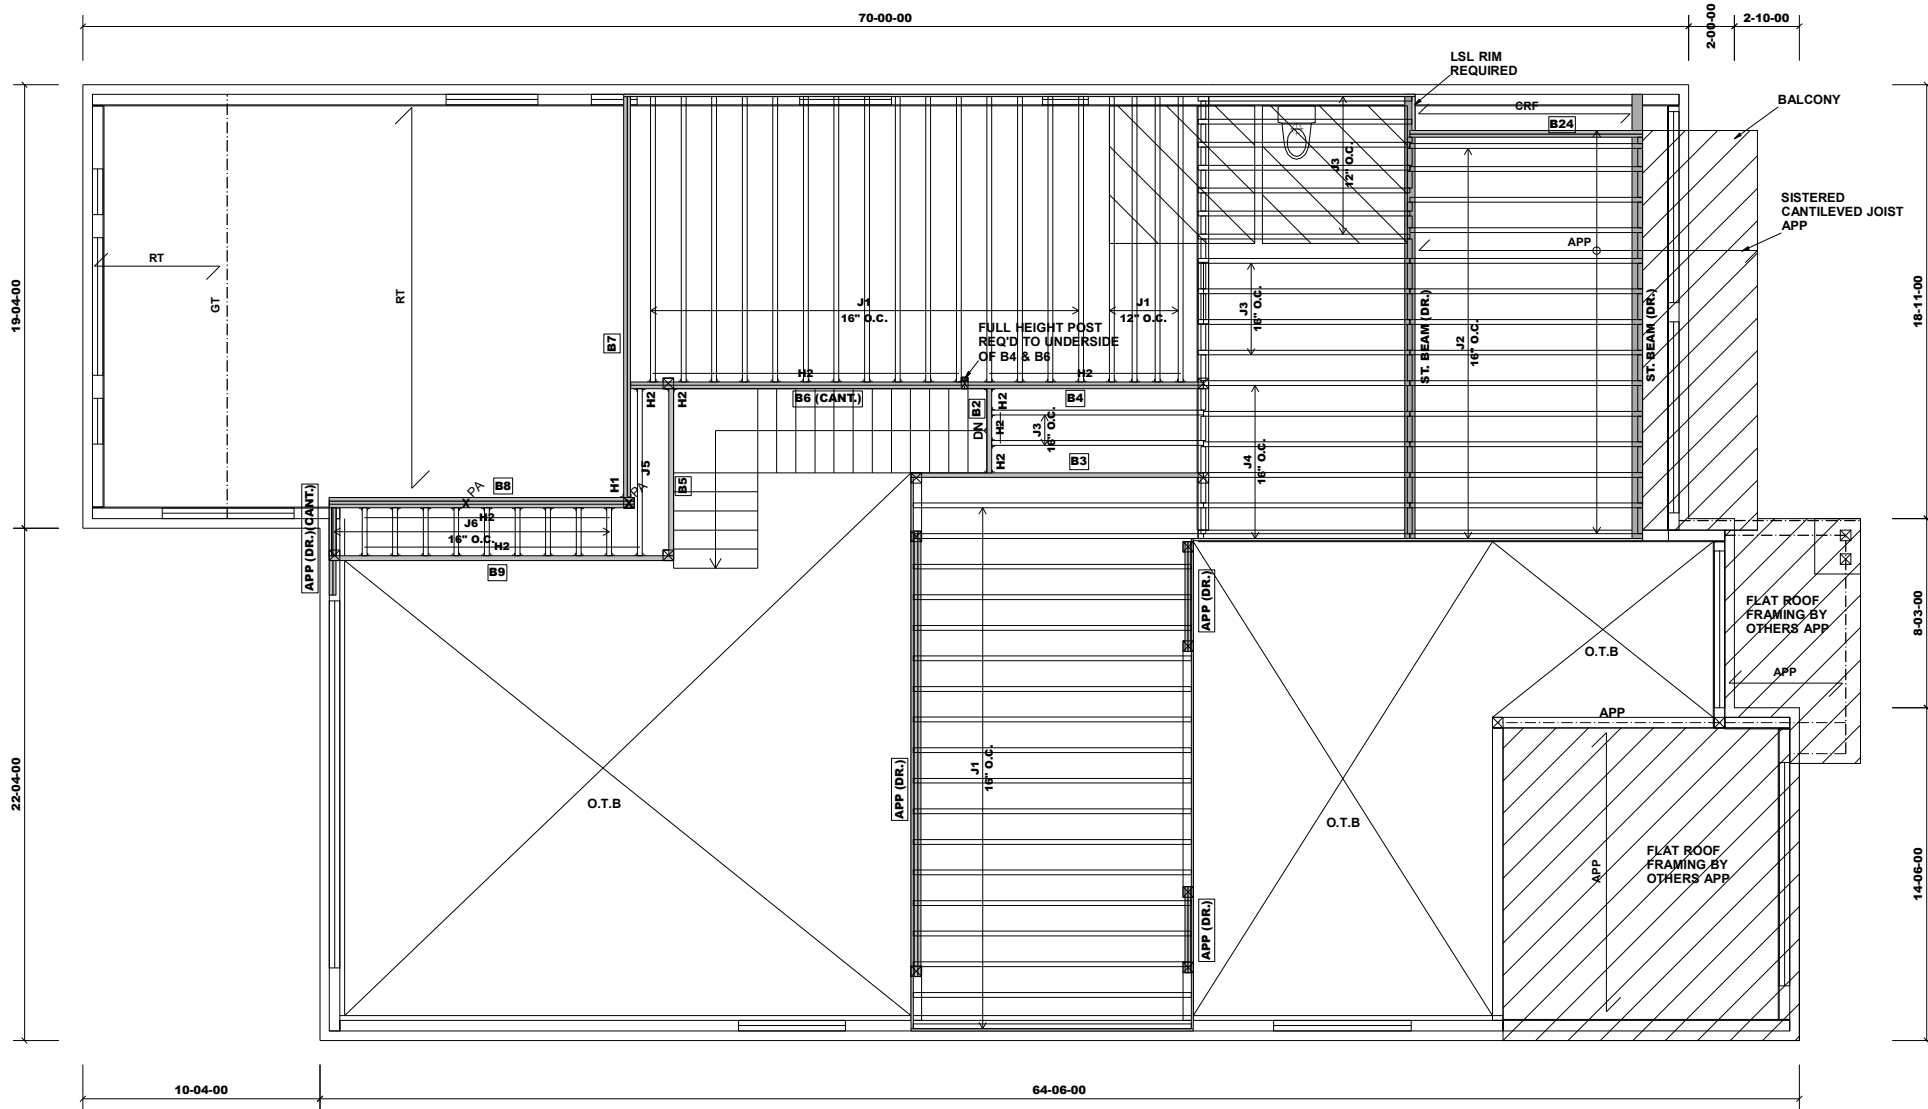 70-00-00
2-00-00
2-10-00
LSL RIM
REQUIRED
CRF
B24
BALCONY
SISTERED
CANTILEVED JOIST
APP
APP
J3
12" O.C.
RT
GT
RT
19-04-00
18-11-00
B7
J1
16" O.C.
J1
12" O.C.
J3
16" O.C.
ST. BEAM (DR.)
J2
16" O.C.
ST. BEAM (DR.)
FULL HEIGHT POST
REQ'D TO UNDERSIDE
OF B4 & B6
H2
H2
H2
H2
B6 (CANT.)
B2
DN
H2
H2
H2
B4
J3
16" O.C.
B3
J4
16" O.C.
J5
B5
H1
PA
B8
PA
H2
J6
16" O.C.
H2
B9
APP (DR.)(CANT.)
APP (DR.)
FLAT ROOF
FRAMING BY
OTHERS APP
APP
O.T.B
8-03-00
APP
22-04-00
O.T.B
APP (DR.)
J1
16" O.C.
O.T.B
APP (DR.)
APP
FLAT ROOF
FRAMING BY
OTHERS APP
14-06-00
10-04-00
64-06-00